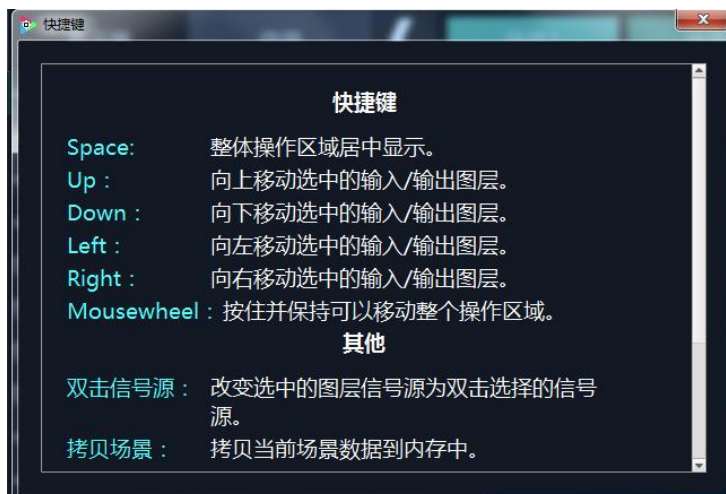 快捷键
快捷键
Space: 整体操作区域居中显示。
Up： 向上移动选中的输入/输出图层。
Down： 向下移动选中的输入/输出图层。
Left： 向左移动选中的输入/输出图层。
Right： 向右移动选中的输入/输出图层。
Mousewheel：按住并保持可以移动整个操作区域。
其他
双击信号源： 改变选中的图层信号源为双击选择的信号
源。
拷贝场景： 拷贝当前场景数据到内存中。